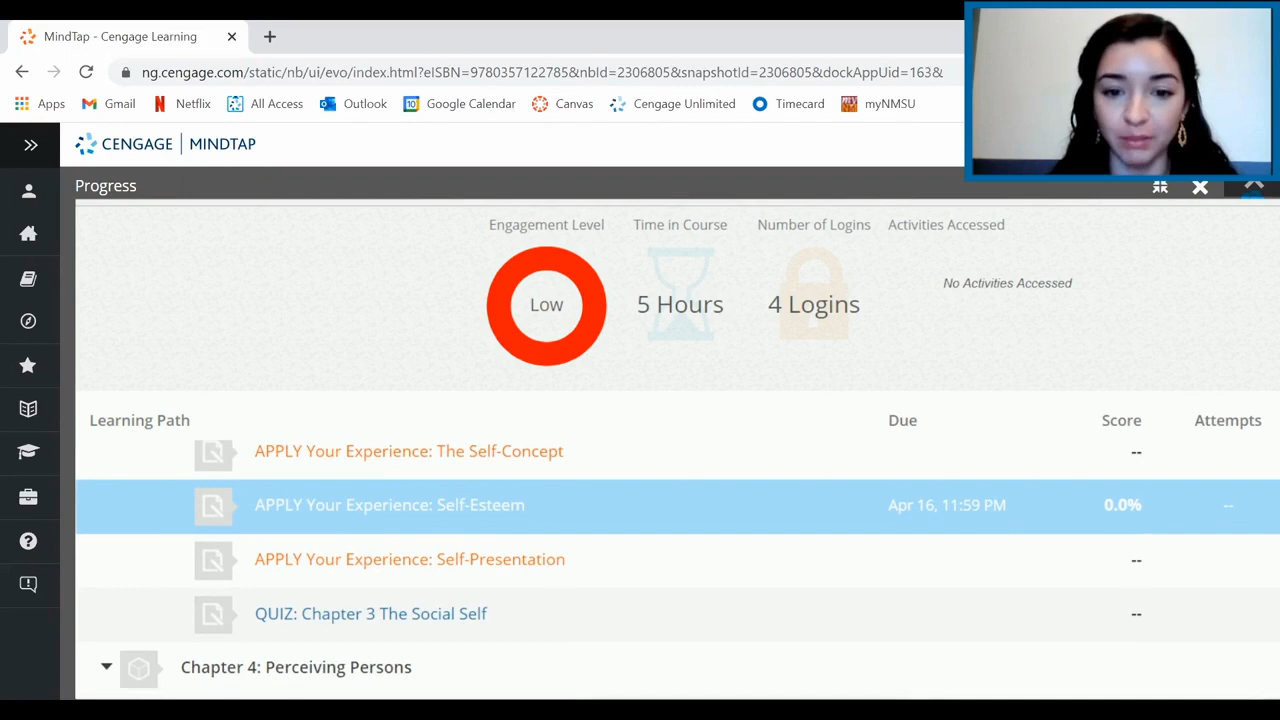 MindTap - Cengage Learning
ng.cengage.com/static/nb/ui/evo/index.html?eISBN=9780357122785&nbId=2306805&snapshotId=2306805&dockAppUid=163&
Apps Gmail Netflix All Access Outlook Google Calendar Canvas Cengage Unlimited Timecard myNMSU
CENGAGE | MINDTAP
Progress
Engagement Level Time in Course Number of Logins Activities Accessed
Low 5 Hours 4 Logins No Activities Accessed
Learning Path Due Score Attempts
APPLY Your Experience: The Self-Concept --
APPLY Your Experience: Self-Esteem Apr 16, 11:59 PM 0.0% --
APPLY Your Experience: Self-Presentation --
QUIZ: Chapter 3 The Social Self --
Chapter 4: Perceiving Persons